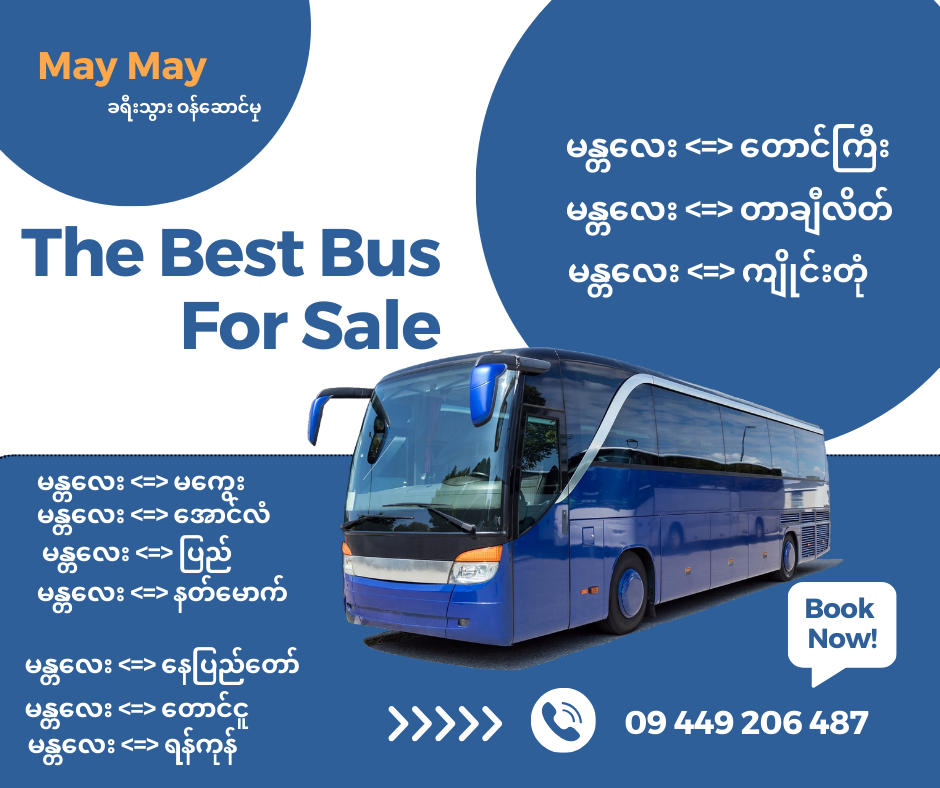 May May
ခရီးသွား ဝန်ဆောင်မှု
The Best Bus
For Sale
မန္တလေး <=> တောင်ကြီး
မန္တလေး <=> တာချီလိတ်
မန္တလေး <=> ကျိုင်းတုံ
မန္တလေး <=> မကွေး
မန္တလေး <=> အောင်လံ
မန္တလေး <=> ပြည်
မန္တလေး <=> နတ်မောက်
မန္တလေး <=> နေပြည်တော်
မန္တလေး <=> တောင်ငူ
မန္တလေး <=> ရန်ကုန်
Book
Now!
09 449 206 487